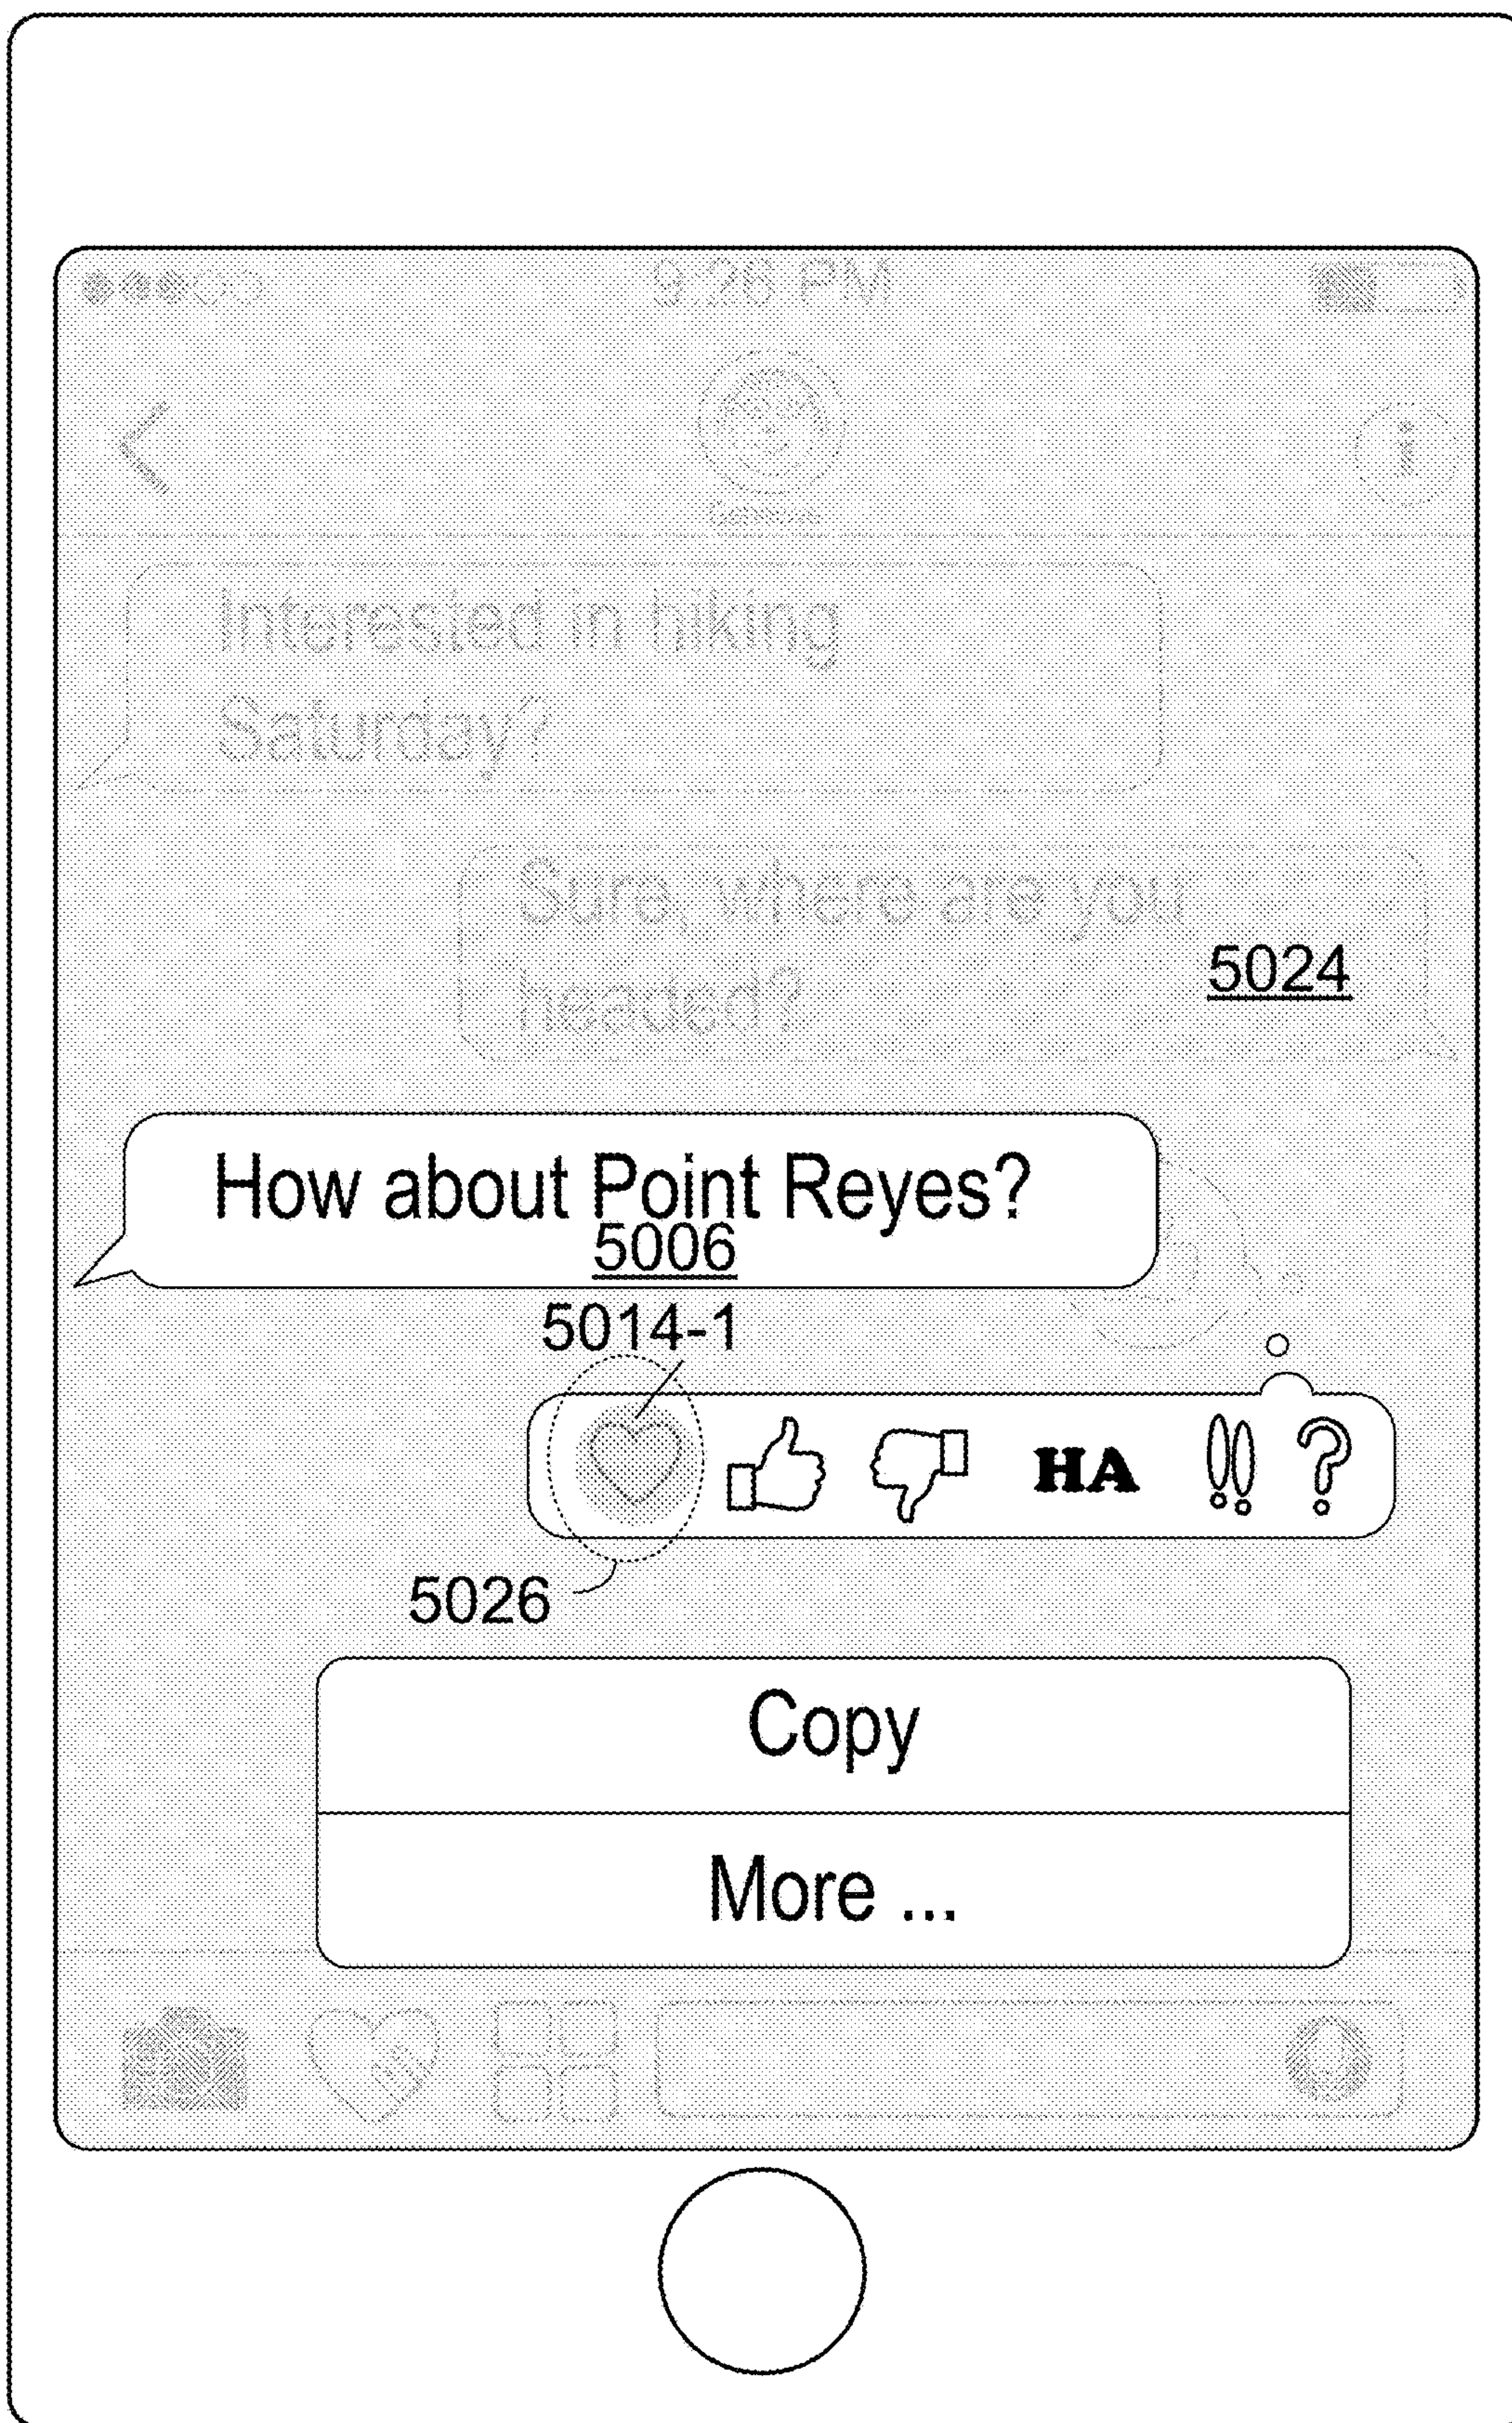 9:26 PM
i
Interested in hiking
Saturday?
Sure, where are you
headed?
5024
How about Point Reyes?
5006
5014-1
HA
!!
?
5026
Copy
More ...